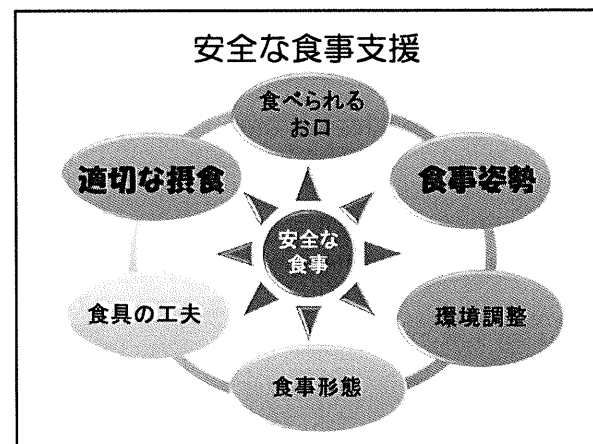 安全な食事支援
食べられる
お口
適切な摂食
食事姿勢
安全な
食事
食具の工夫
環境調整
食事形態